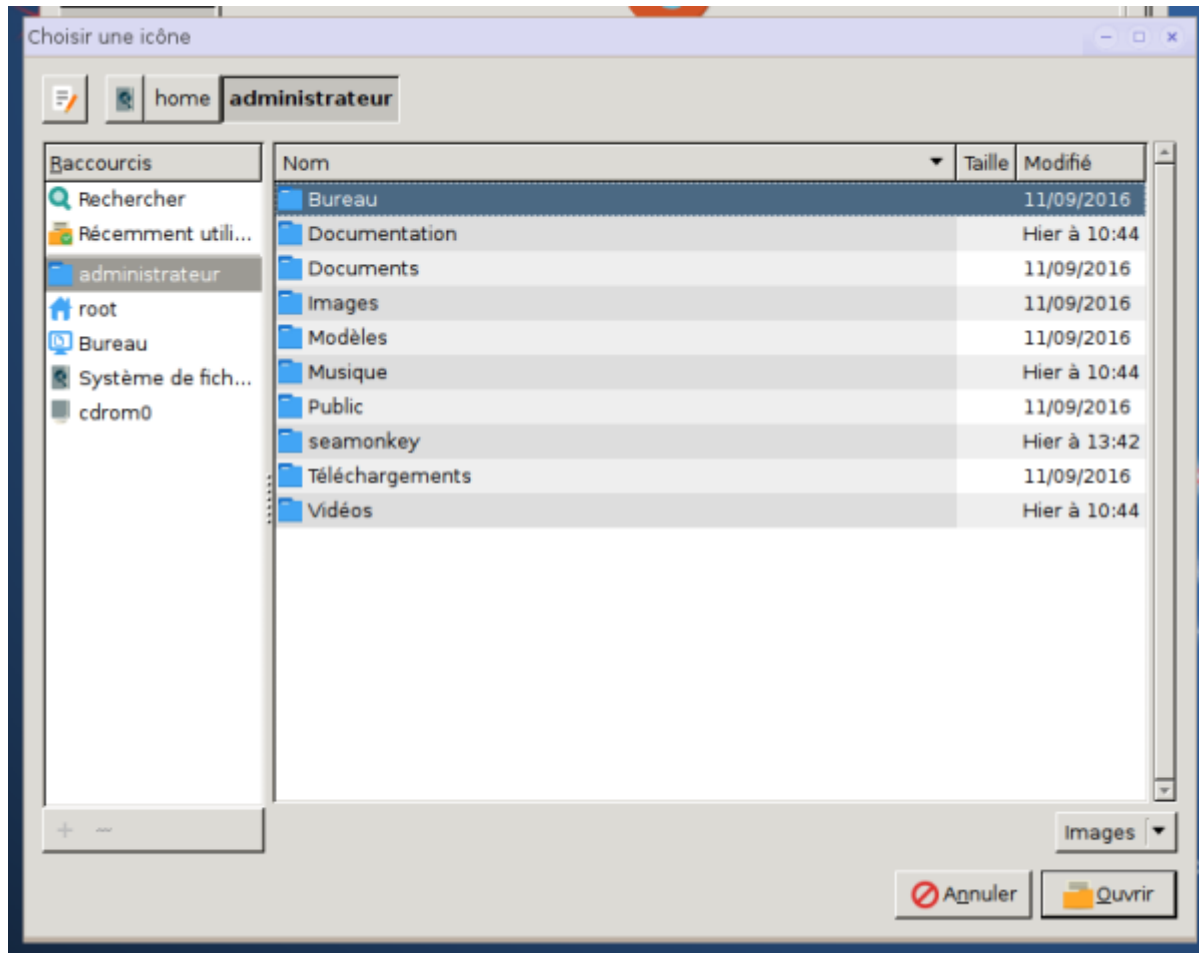 Choisir une icône
home administrateur
Raccourcis
Rechercher
Récemment utili...
administrateur
root
Bureau
Système de fich...
cdrom0
Nom Taille Modifié
Bureau 11/09/2016
Documentation Hier à 10:44
Documents 11/09/2016
Images 11/09/2016
Modèles 11/09/2016
Musique Hier à 10:44
Public 11/09/2016
seamonkey Hier à 13:42
Téléchargements 11/09/2016
Vidéos Hier à 10:44
Images
Annuler Ouvrir